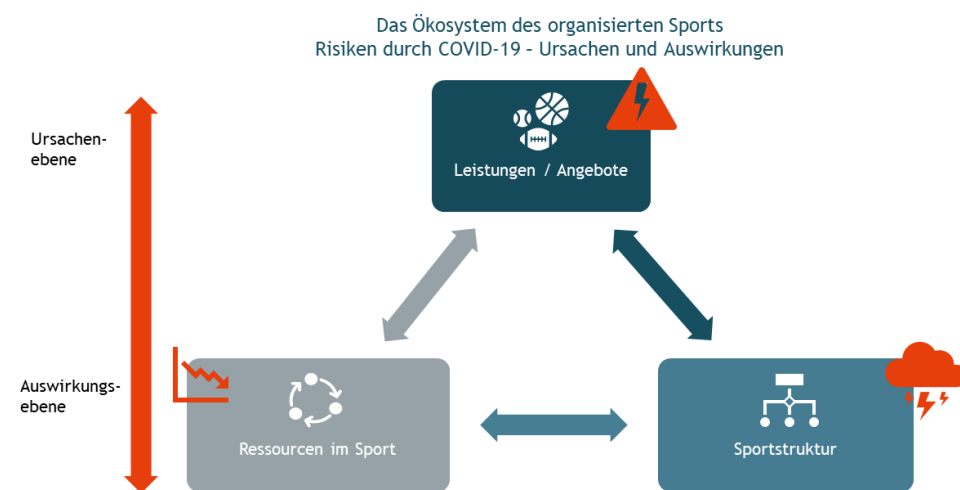 Das Ökosystem des organisierten Sports
Risiken durch COVID-19 – Ursachen und Auswirkungen
Ursachen-
ebene
Leistungen / Angebote
Auswirkungs-
ebene
Ressourcen im Sport
Sportstruktur